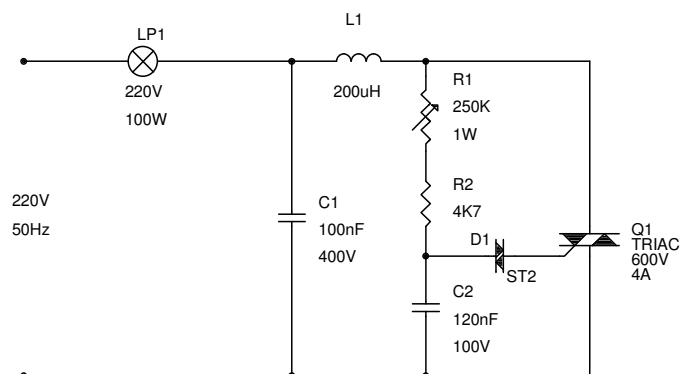 L1
LP1
220V
100W
200uH
R1
250K
1W
R2
4K7
220V
50Hz
C1
100nF
400V
D1
ST2
Q1
TRIAC
600V
4A
C2
120nF
100V